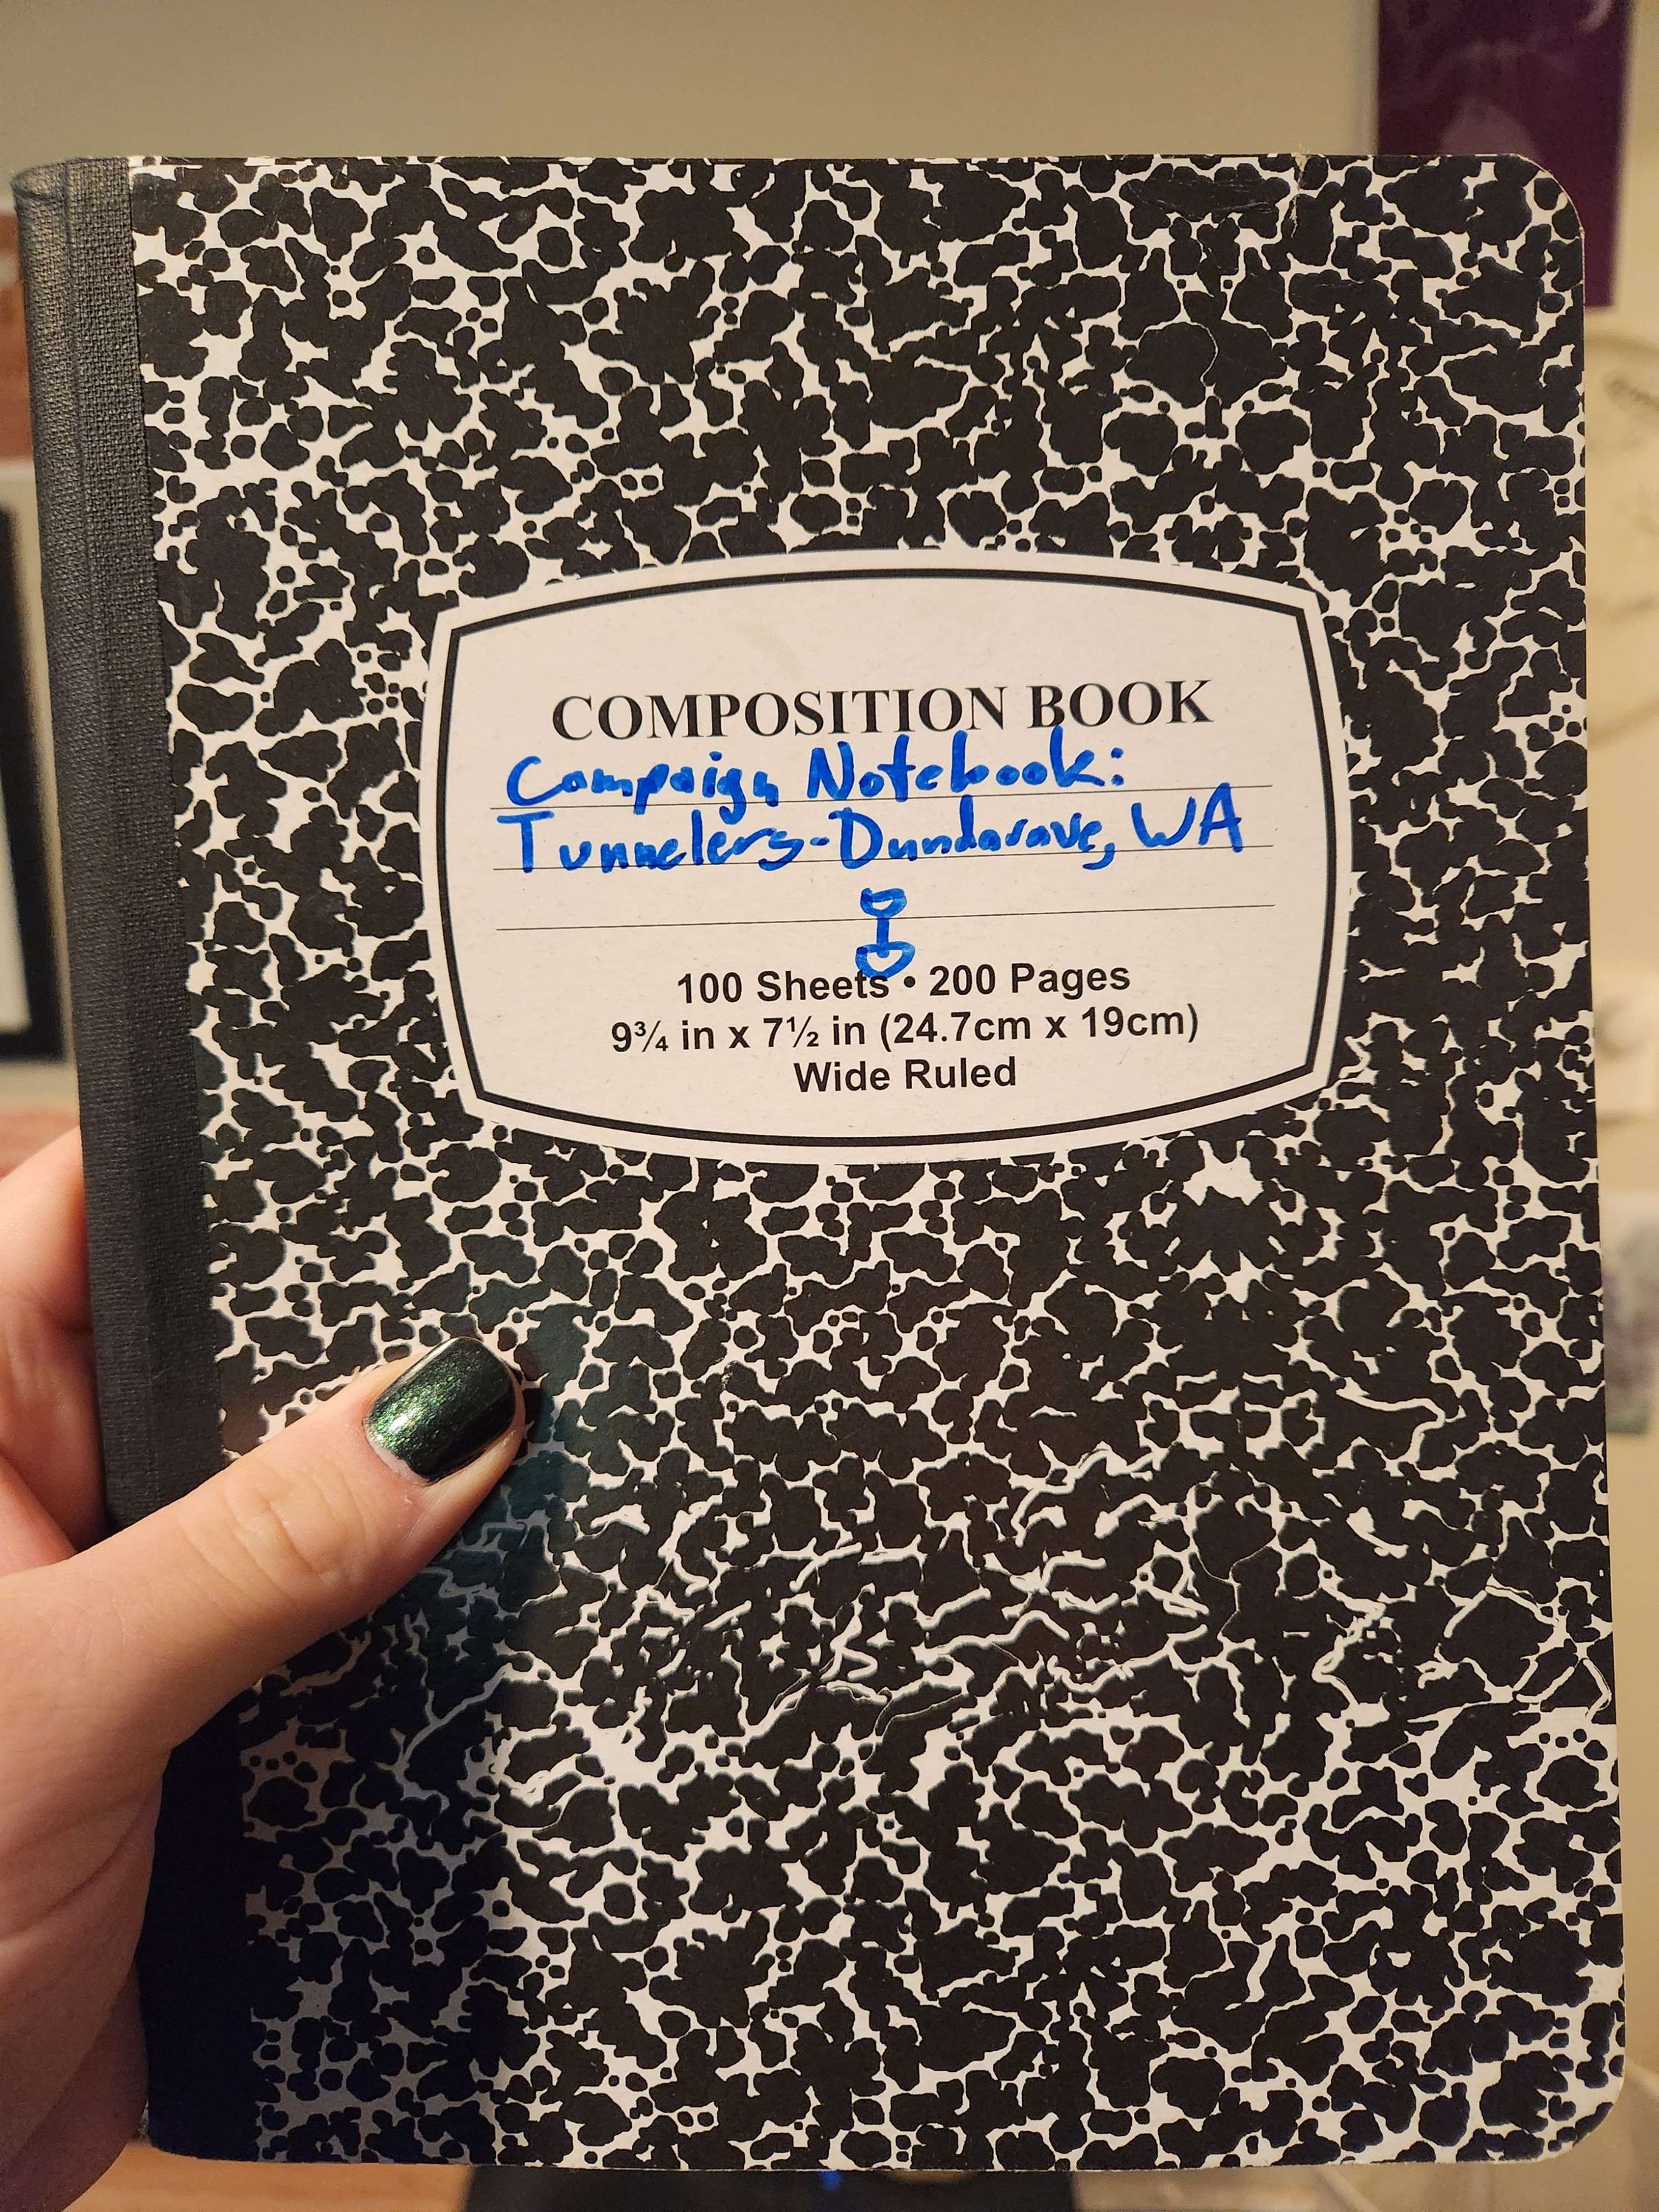 COMPOSITION BOOK
Campaign Notebook:
Tunnelers-Dundarave, WA
100 Sheets • 200 Pages
9¾ in x 7½ in (24.7cm x 19cm)
Wide Ruled